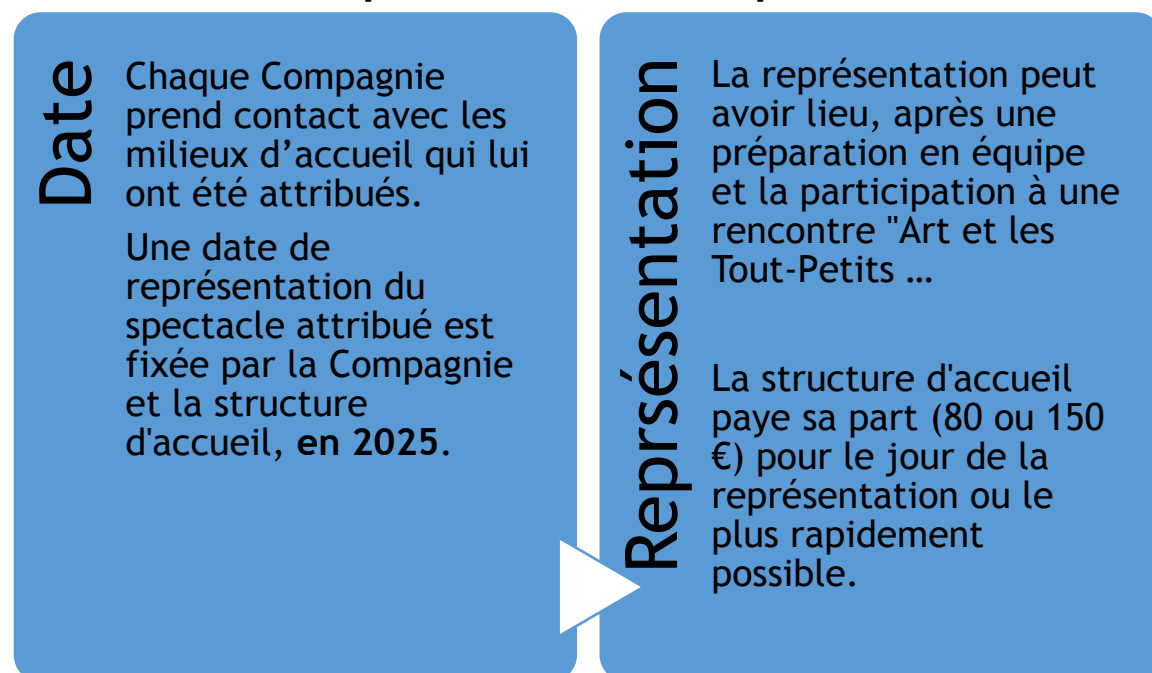 Date
Chaque Compagnie
prend contact avec les
milieux d’accueil qui lui
ont été attribués.
Une date de
représentation du
spectacle attribué est
fixée par la Compagnie
et la structure
d'accueil, en 2025.
Reprsésentation
La représentation peut
avoir lieu, après une
préparation en équipe
et la participation à une
rencontre "Art et les
Tout-Petits …
La structure d'accueil
paye sa part (80 ou 150
€) pour le jour de la
représentation ou le
plus rapidement
possible.